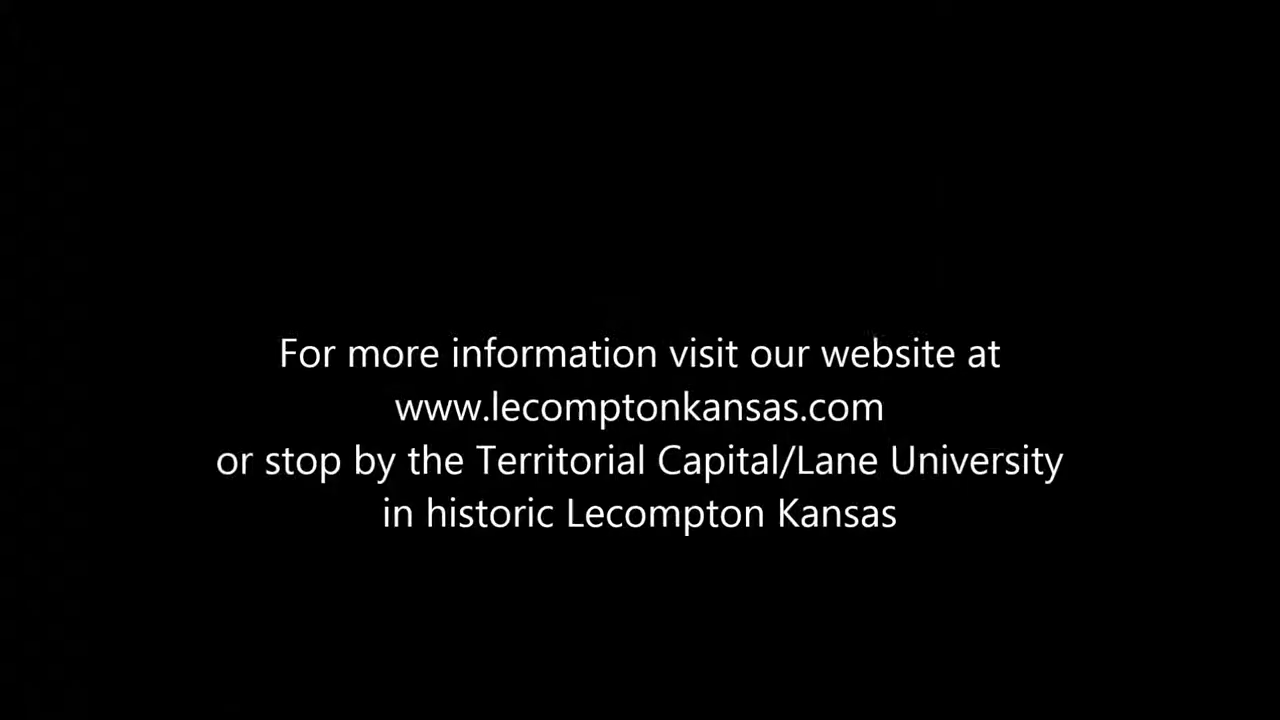 For more information visit our website at
www.lecomptonkansas.com
or stop by the Territorial Capital/Lane University
in historic Lecompton Kansas